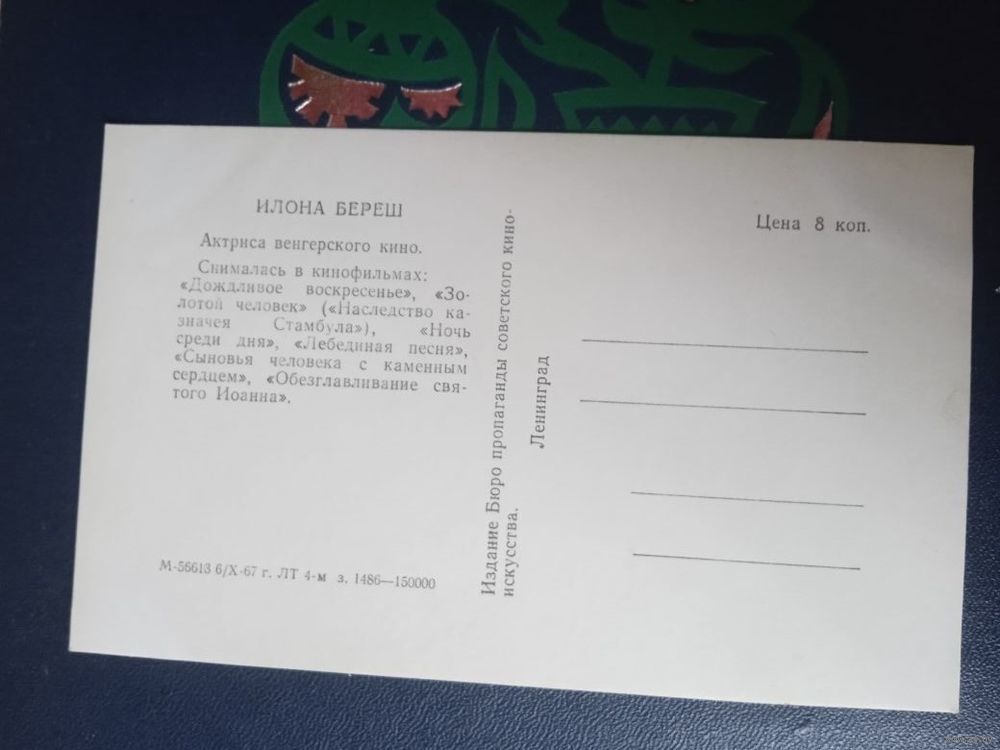 ИЛОНА БЕРЕШ
Актриса венгерского кино.
Снималась в кинофильмах:
«Дождливое воскресенье», «Зо-
лотой человек» («Наследство ка-
значея Стамбула»), «Ночь
среди дня», «Лебединая песня»,
«Сыновья человека с каменным
сердцем», «Обезглавливание свя-
того Иоанна».
М-56613 6/X-67 г. ЛТ 4-м з. 1486—150000
Издание Бюро пропаганды советского кино-
искусства.
Ленинград
Цена 8 коп.